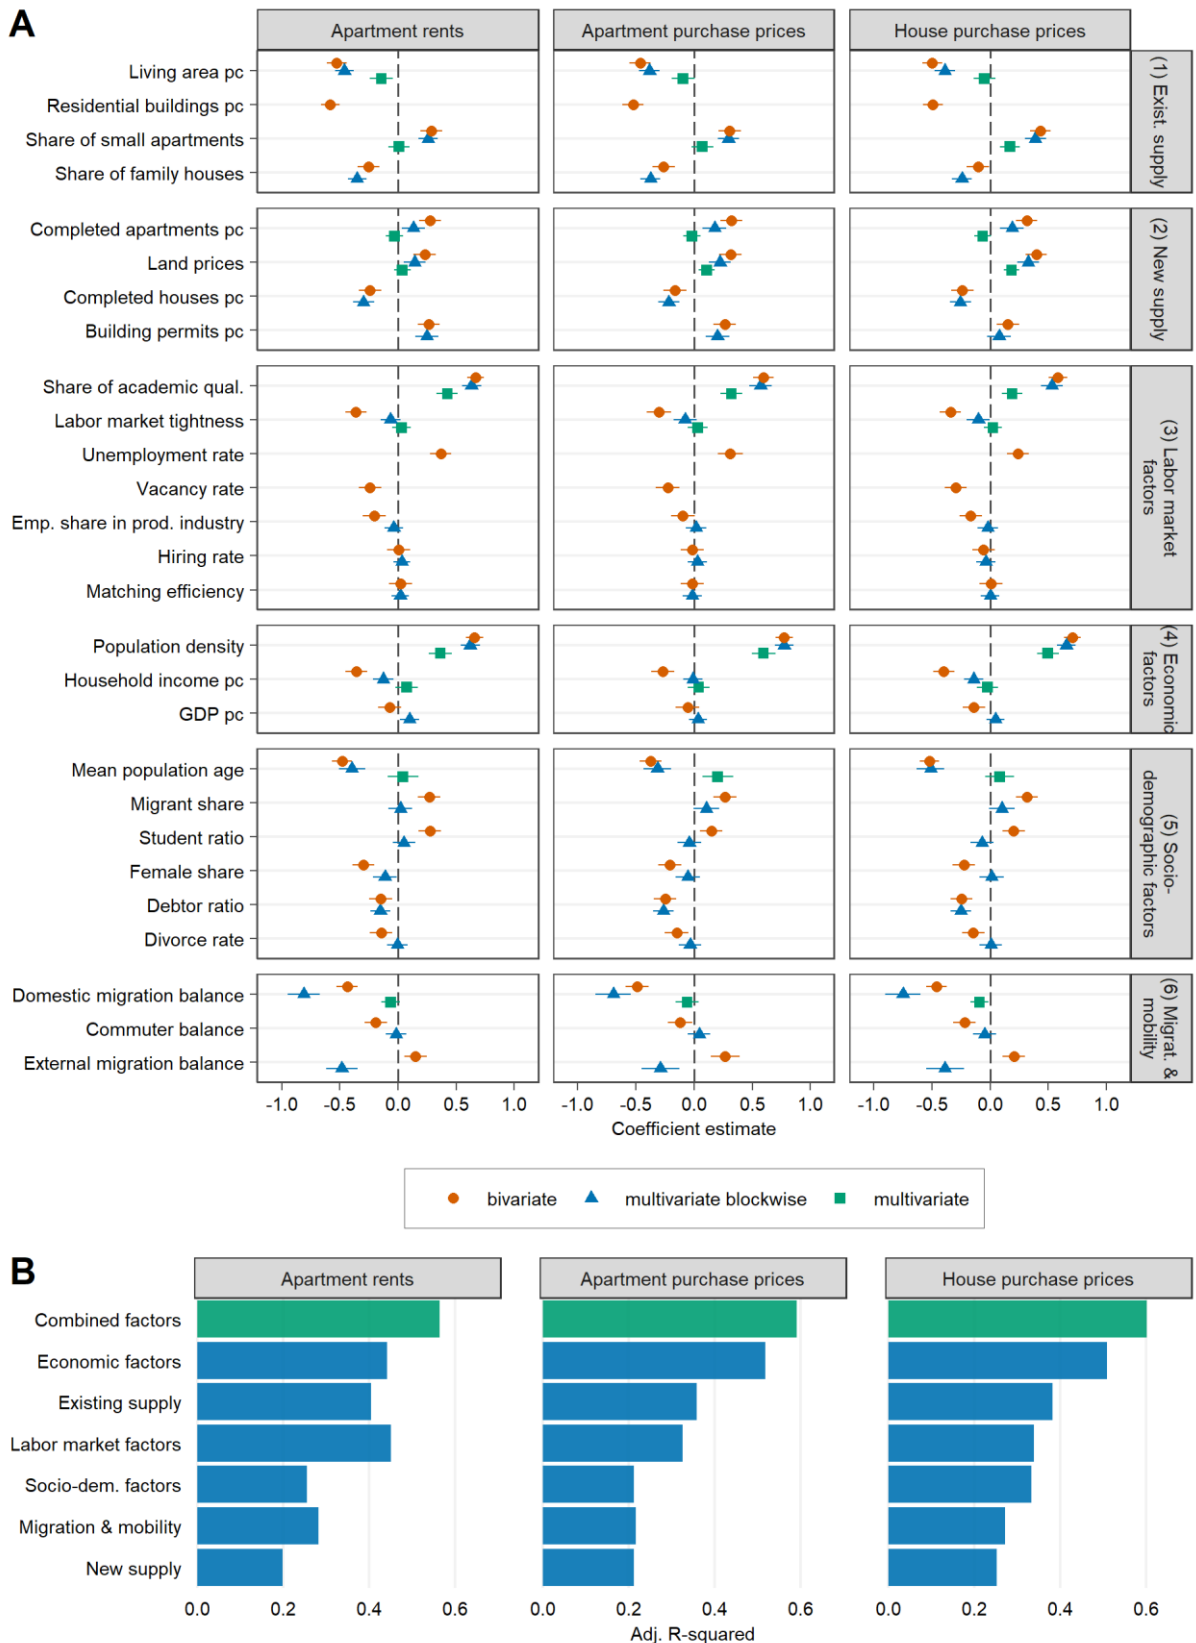 A
Apartment rents
Apartment purchase prices
House purchase prices
Living area pc
Residential buildings pc
Share of small apartments
Share of family houses
(1) Exist. supply
Completed apartments pc
Land prices
Completed houses pc
Building permits pc
(2) New supply
Share of academic qual.
Labor market tightness
Unemployment rate
Vacancy rate
Emp. share in prod. industry
Hiring rate
Matching efficiency
(3) Labor market
factors
Population density
Household income pc
GDP pc
(4) Economic
factors
Mean population age
Migrant share
Student ratio
Female share
Debtor ratio
Divorce rate
(5) Socio-
demographic factors
Domestic migration balance
Commuter balance
External migration balance
(6) Migrat. &
mobility
-1.0 -0.5 0.0 0.5 1.0
-1.0 -0.5 0.0 0.5 1.0
-1.0 -0.5 0.0 0.5 1.0
Coefficient estimate
bivariate
multivariate blockwise
multivariate
B
Apartment rents
Apartment purchase prices
House purchase prices
Combined factors
Economic factors
Existing supply
Labor market factors
Socio-dem. factors
Migration & mobility
New supply
0.0 0.2 0.4 0.6
0.0 0.2 0.4 0.6
0.0 0.2 0.4 0.6
Adj. R-squared